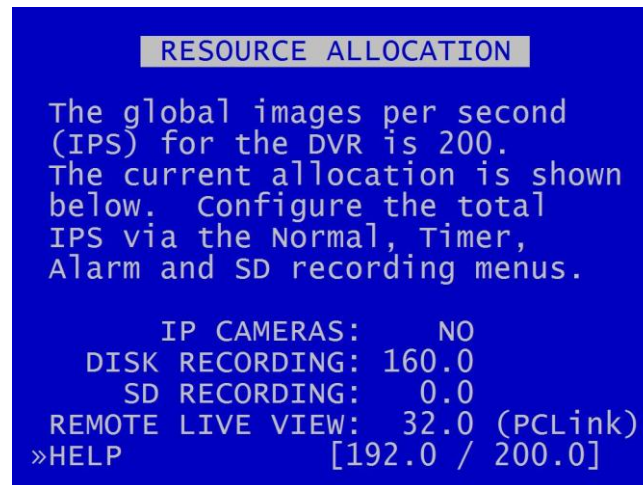 RESOURCE ALLOCATION
The global images per second
(IPS) for the DVR is 200.
The current allocation is shown
below. Configure the total
IPS via the Normal, Timer,
Alarm and SD recording menus.
IP CAMERAS: NO
DISK RECORDING: 160.0
SD RECORDING: 0.0
REMOTE LIVE VIEW: 32.0 (PCLink)
»HELP [192.0 / 200.0]